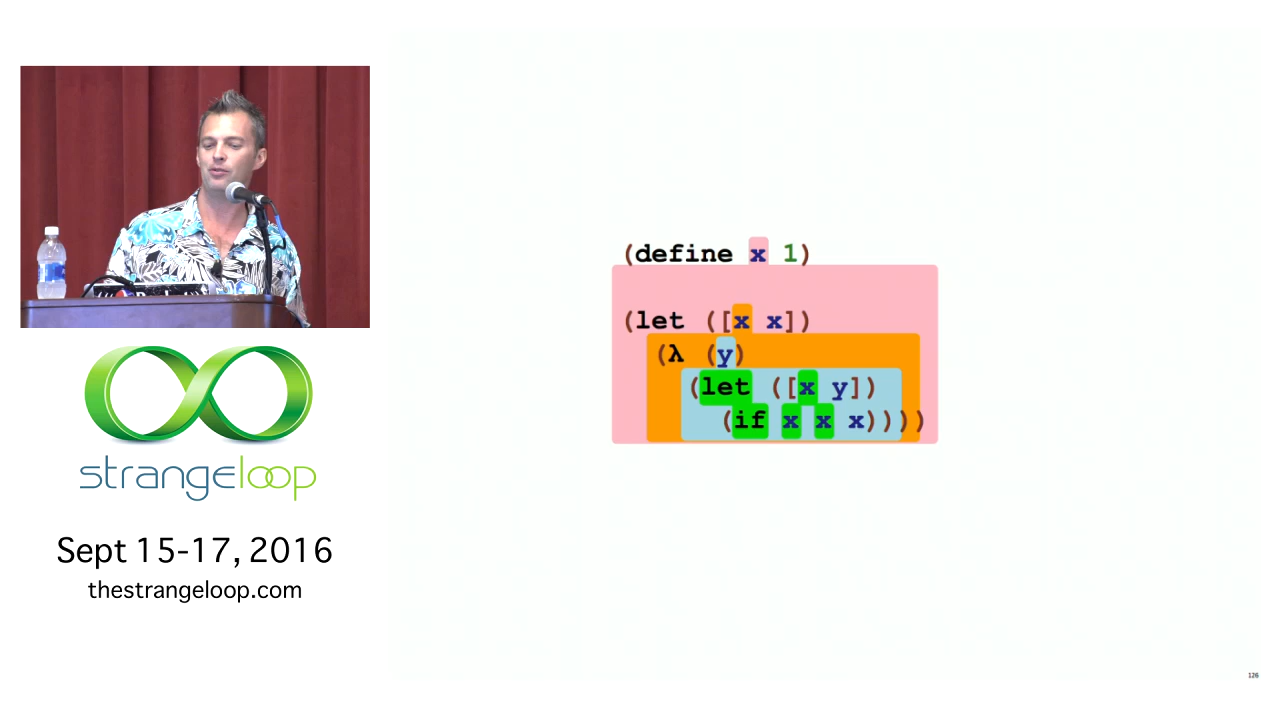 strangeloop
Sept 15-17, 2016
thestrangeloop.com
(define x 1)
(let ([x x])
(λ (y)
(let ([x y])
(if x x x))))
126